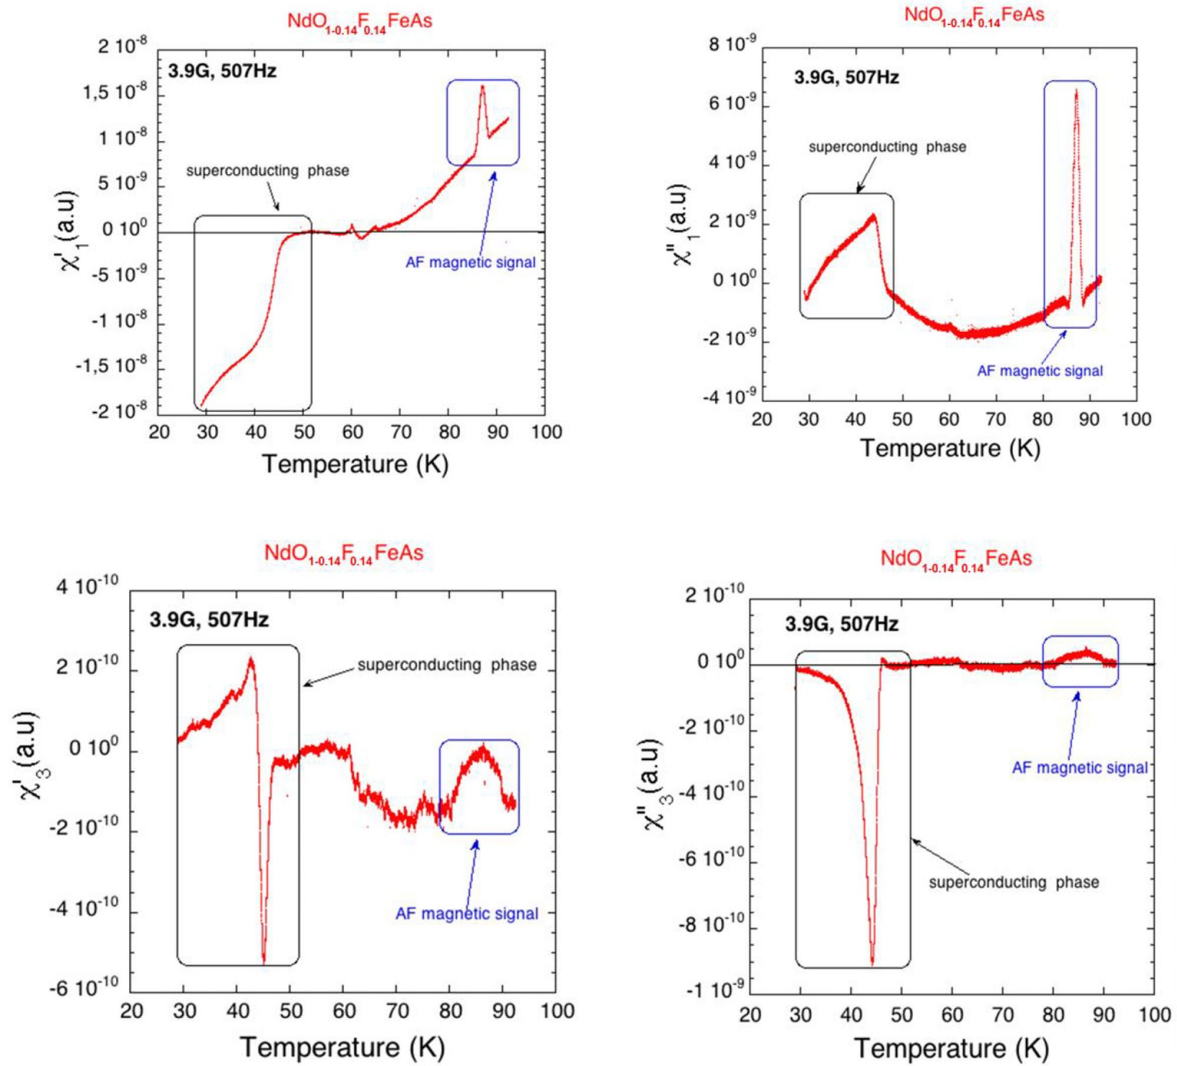 NdO1-0.14F0.14FeAs
3.9G, 507Hz
2 10-8
1,5 10-8
1 10-8
5 10-9
0 100
-5 10-9
-1 10-8
-1,5 10-8
-2 10-8
χ'1(a.u)
superconducting phase
AF magnetic signal
20 30 40 50 60 70 80 90 100
Temperature (K)
NdO1-0.14F0.14FeAs
3.9G, 507Hz
8 10-9
6 10-9
4 10-9
2 10-9
0 100
-2 10-9
-4 10-9
χ"1(a.u)
superconducting phase
AF magnetic signal
20 30 40 50 60 70 80 90 100
Temperature (K)
NdO1-0.14F0.14FeAs
3.9G, 507Hz
4 10-10
2 10-10
0 100
-2 10-10
-4 10-10
-6 10-10
χ'3(a.u)
superconducting phase
AF magnetic signal
20 30 40 50 60 70 80 90 100
Temperature (K)
NdO1-0.14F0.14FeAs
3.9G, 507Hz
2 10-10
0 100
-2 10-10
-4 10-10
-6 10-10
-8 10-10
-1 10-9
χ"3(a.u)
AF magnetic signal
superconducting phase
20 30 40 50 60 70 80 90 100
Temperature (K)